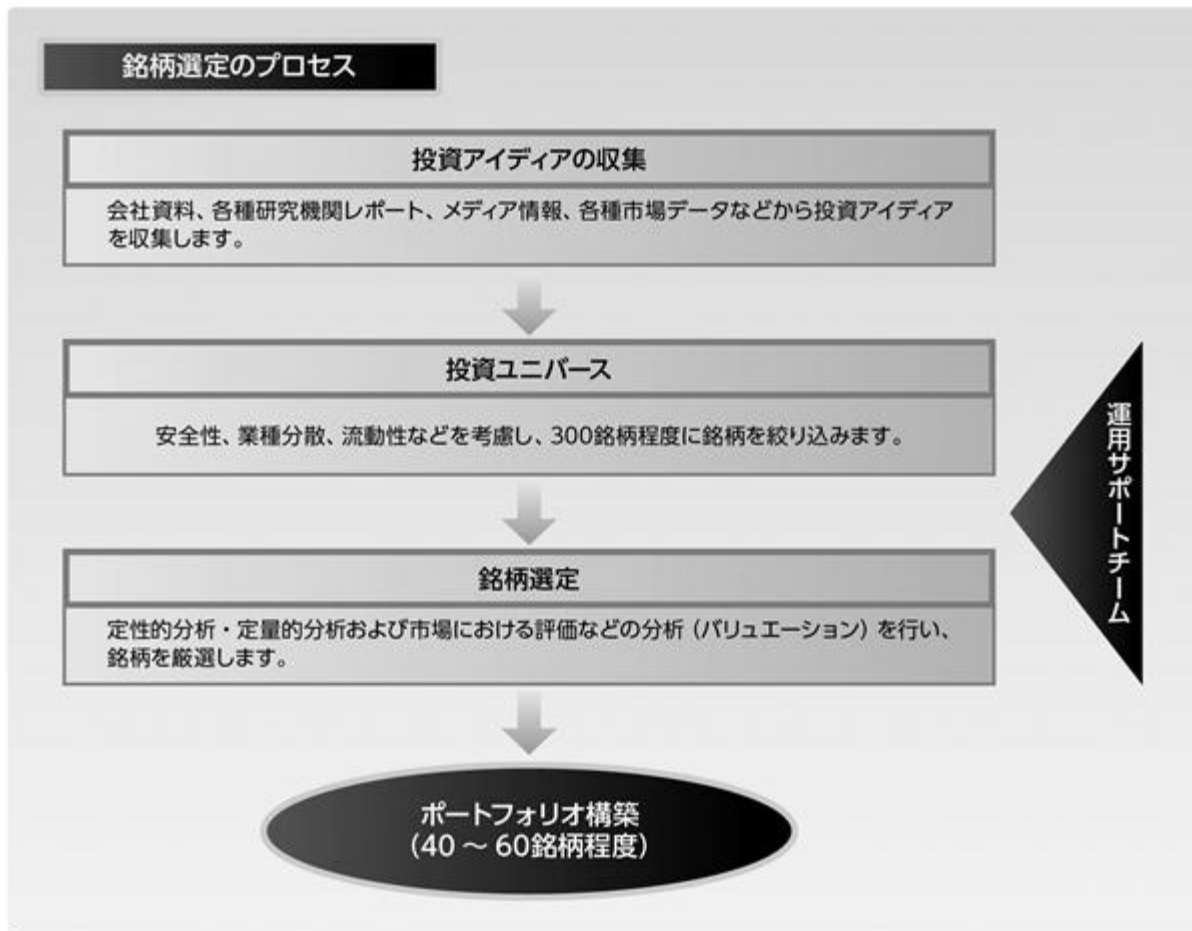 銘柄選定のプロセス
投資アイディアの収集
会社資料、各種研究機関レポート、メディア情報、各種市場データなどから投資アイディア
を収集します。
投資ユニバース
安全性、業種分散、流動性などを考慮し、300銘柄程度に銘柄を絞り込みます。
銘柄選定
定性的分析・定量的分析および市場における評価などの分析（バリュエーション）を行い、
銘柄を厳選します。
運用サポートチーム
ポートフォリオ構築
（40 ～ 60銘柄程度）